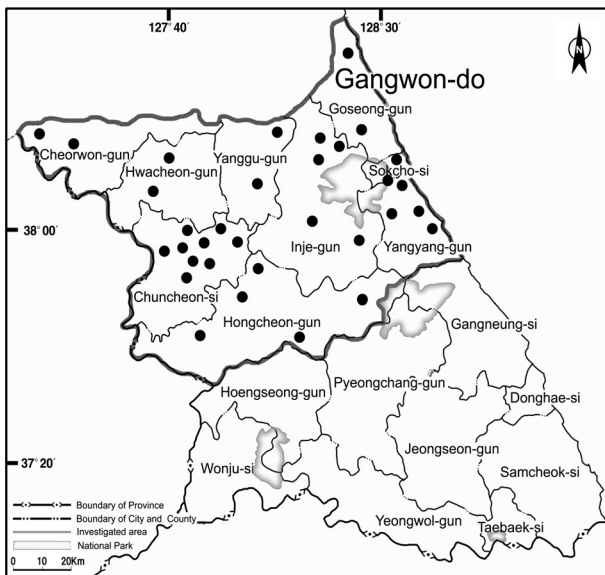 127°40′ 128°30′
N
Gangwon-do
Goseong-gun
Cheorwon-gun
Yanggu-gun
Hwacheon-gun
Sokcho-si
38°00′
Inje-gun
Yangyang-gun
Chuncheon-si
Hongcheon-gun
Gangneung-si
Pyeongchang-gun
Hoengseong-gun
Donghae-si
Jeongseon-gun
37°20′
Wonju-si
Samcheok-si
Yeongwol-gun
Taebaek-si
Boundary of Province
Boundary of City and County
Investigated area
National Park
0 10 20Km